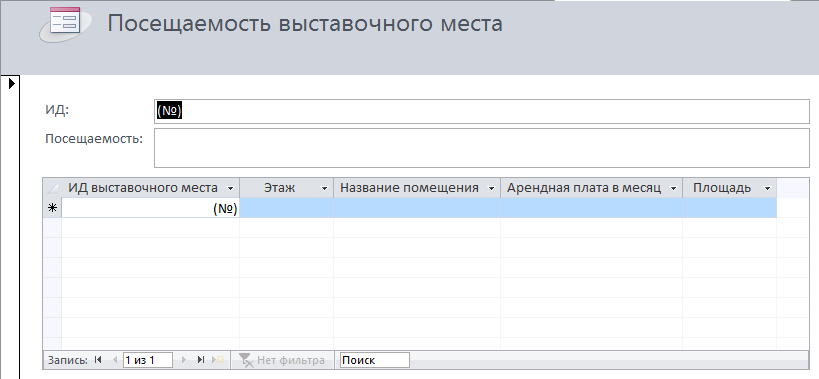 Посещаемость выставочного места
ИД:
(№)
Посещаемость:
ИД выставочного места Этаж Название помещения Арендная плата в месяц Площадь
(№)
Запись: 1 из 1 Нет фильтра Поиск